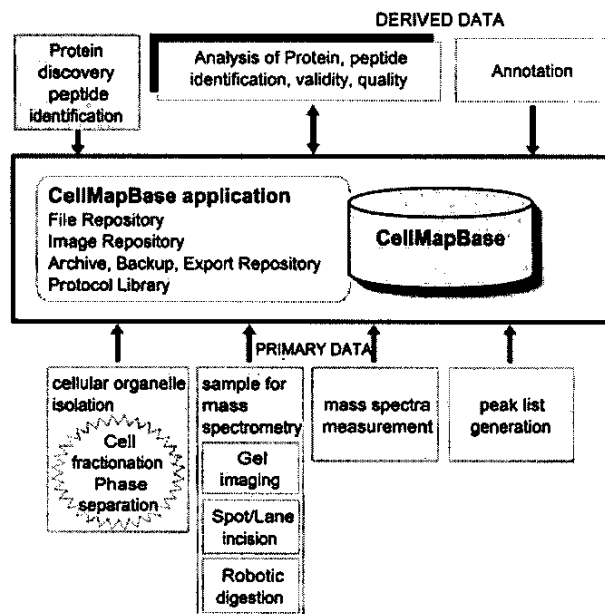 DERIVED DATA
Protein
discovery
peptide
identification
Analysis of Protein, peptide
identification, validity, quality
Annotation
CellMapBase application
File Repository
Image Repository
Archive, Backup, Export Repository
Protocol Library
CellMapBase
PRIMARY DATA
cellular organelle
isolation
Cell
fractionation
Phase
separation
sample for
mass
spectrometry
Gel
imaging
Spot/Lane
incision
Robotic
digestion
mass spectra
measurement
peak list
generation